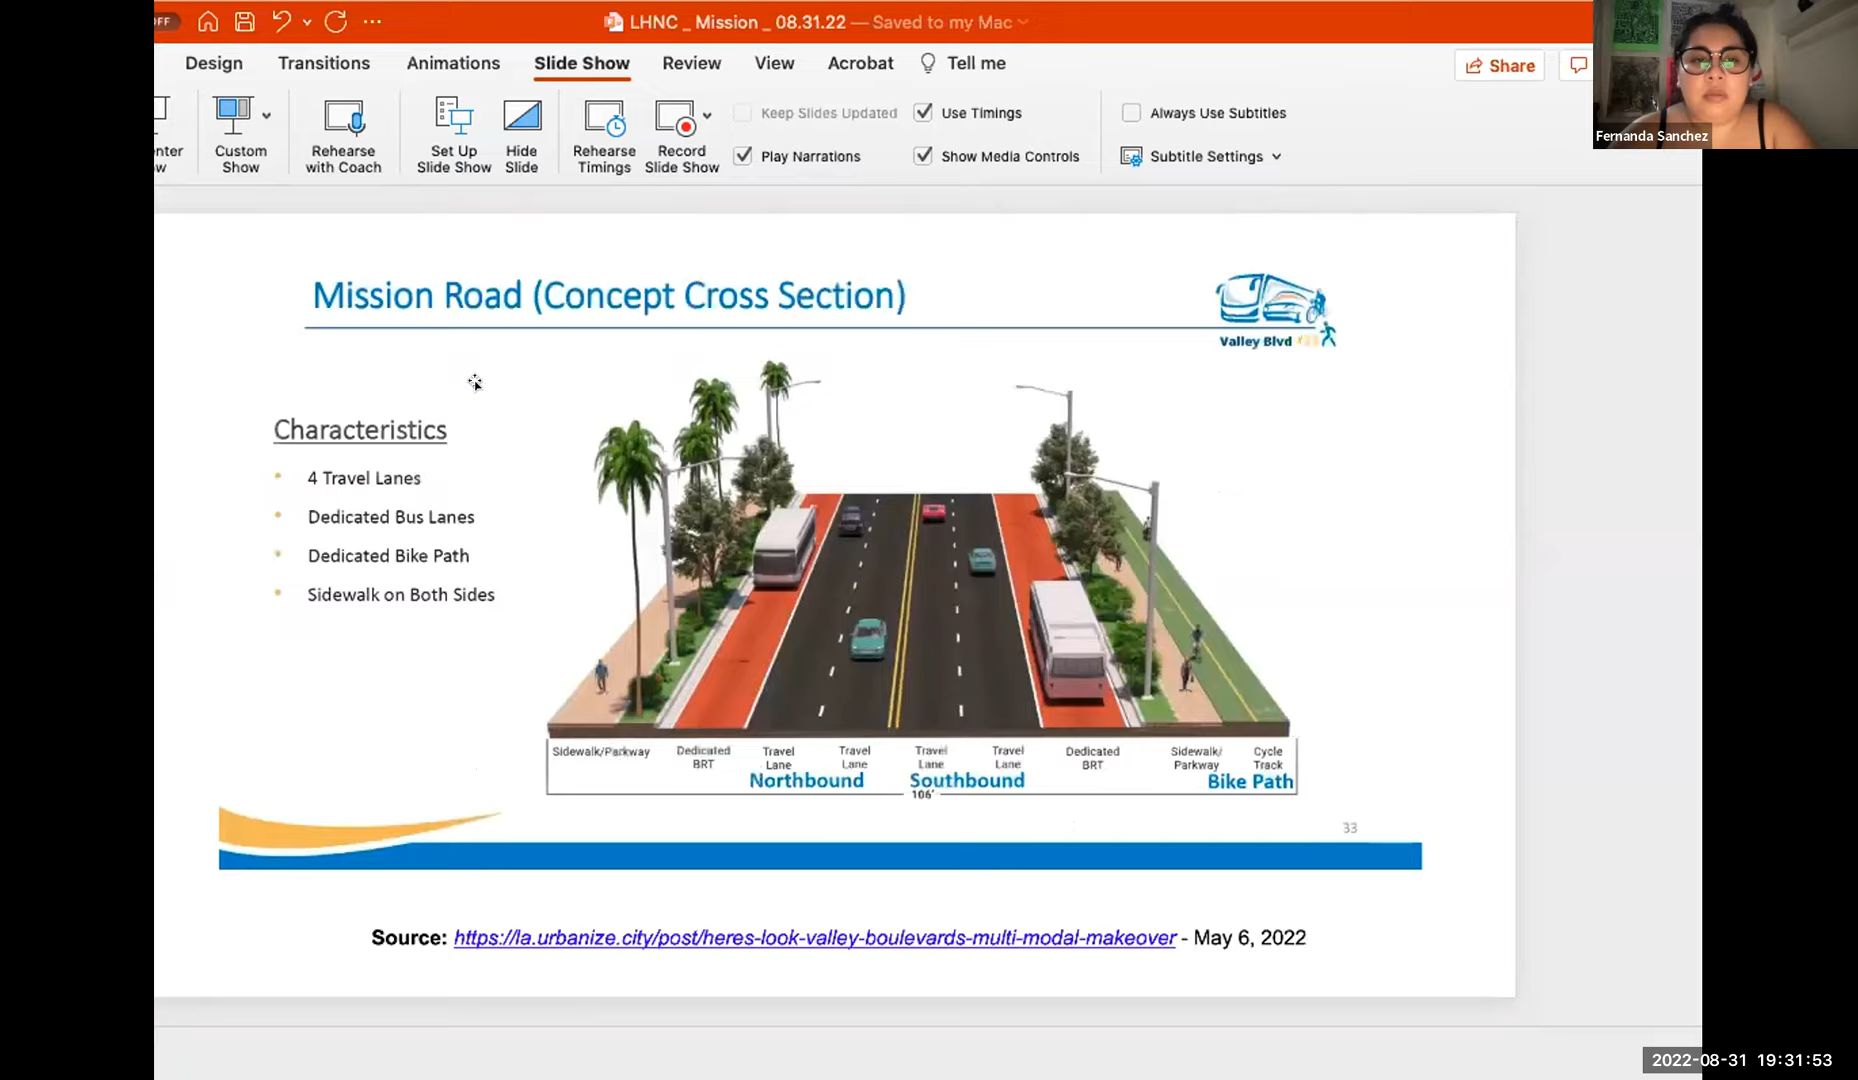 OFF
LHNC _ Mission _ 08.31.22 — Saved to my Mac
Design Transitions Animations Slide Show Review View Acrobat Tell me
Share
Custom Show
Rehearse with Coach
Set Up Slide Show
Hide Slide
Rehearse Timings
Record Slide Show
Keep Slides Updated
Use Timings
Always Use Subtitles
Play Narrations
Show Media Controls
Subtitle Settings
Fernanda Sanchez
Mission Road (Concept Cross Section)
Valley Blvd
Characteristics
4 Travel Lanes
Dedicated Bus Lanes
Dedicated Bike Path
Sidewalk on Both Sides
Sidewalk/Parkway
Dedicated BRT
Travel Lane
Travel Lane
Travel Lane
Travel Lane
Dedicated BRT
Sidewalk/ Parkway
Cycle Track
Northbound
Southbound
Bike Path
106'
33
Source: https://la.urbanize.city/post/heres-look-valley-boulevards-multi-modal-makeover - May 6, 2022
2022-08-31 19:31:53